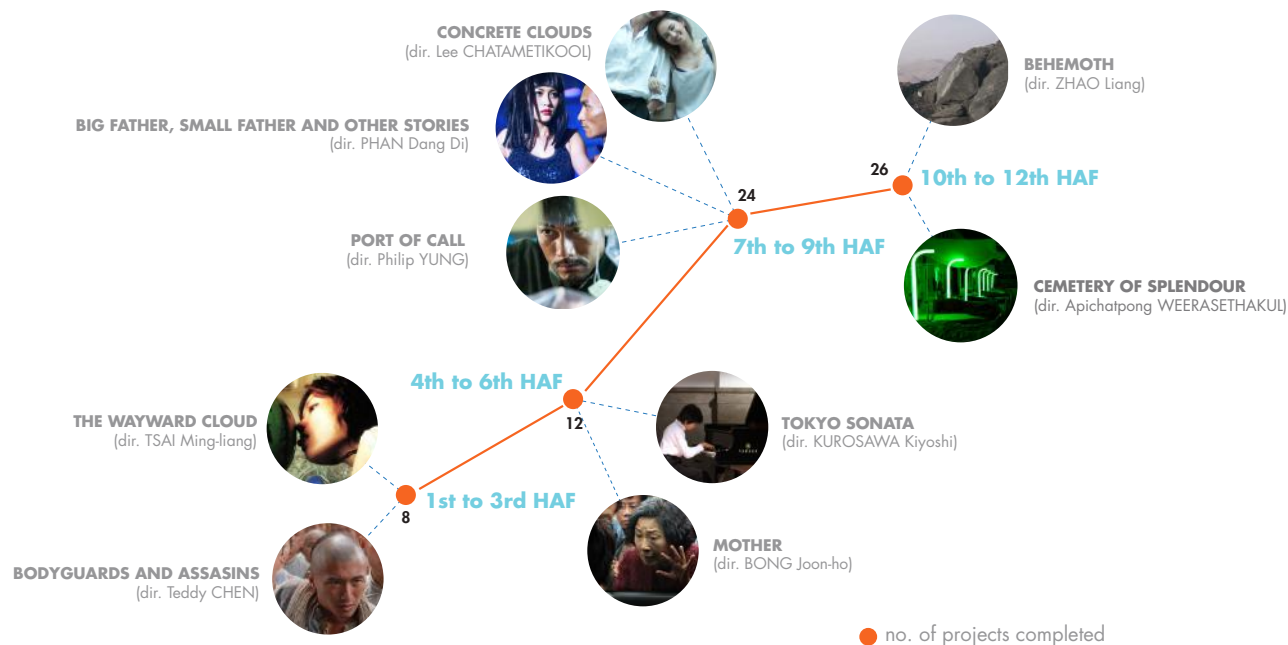 CONCRETE CLOUDS
(dir. Lee CHATAMETIKOOL)
BEHEMOTH
(dir. ZHAO Liang)
BIG FATHER, SMALL FATHER AND OTHER STORIES
(dir. PHAN Dang Di)
26
10th to 12th HAF
24
7th to 9th HAF
PORT OF CALL
(dir. Philip YUNG)
CEMETERY OF SPLENDOUR
(dir. Apichatpong WEERASETHAKUL)
4th to 6th HAF
12
THE WAYWARD CLOUD
(dir. TSAI Ming-liang)
TOKYO SONATA
(dir. KUROSAWA Kiyoshi)
1st to 3rd HAF
8
MOTHER
(dir. BONG Joon-ho)
BODYGUARDS AND ASSASINS
(dir. Teddy CHEN)
no. of projects completed